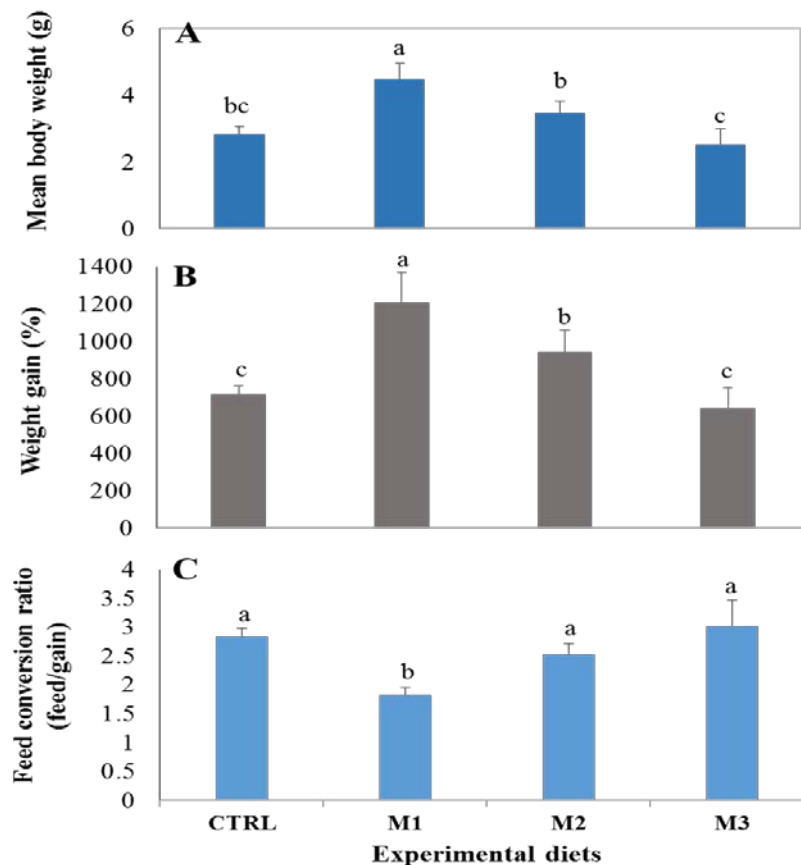 A
Mean body weight (g)
6
4
2
0
bc
a
b
c
B
Weight gain (%)
1400
1200
1000
800
600
400
200
0
c
a
b
c
C
Feed conversion ratio
(feed/gain)
4
3.5
3
2.5
2
1.5
1
0.5
0
a
b
a
a
CTRL M1 M2 M3
Experimental diets